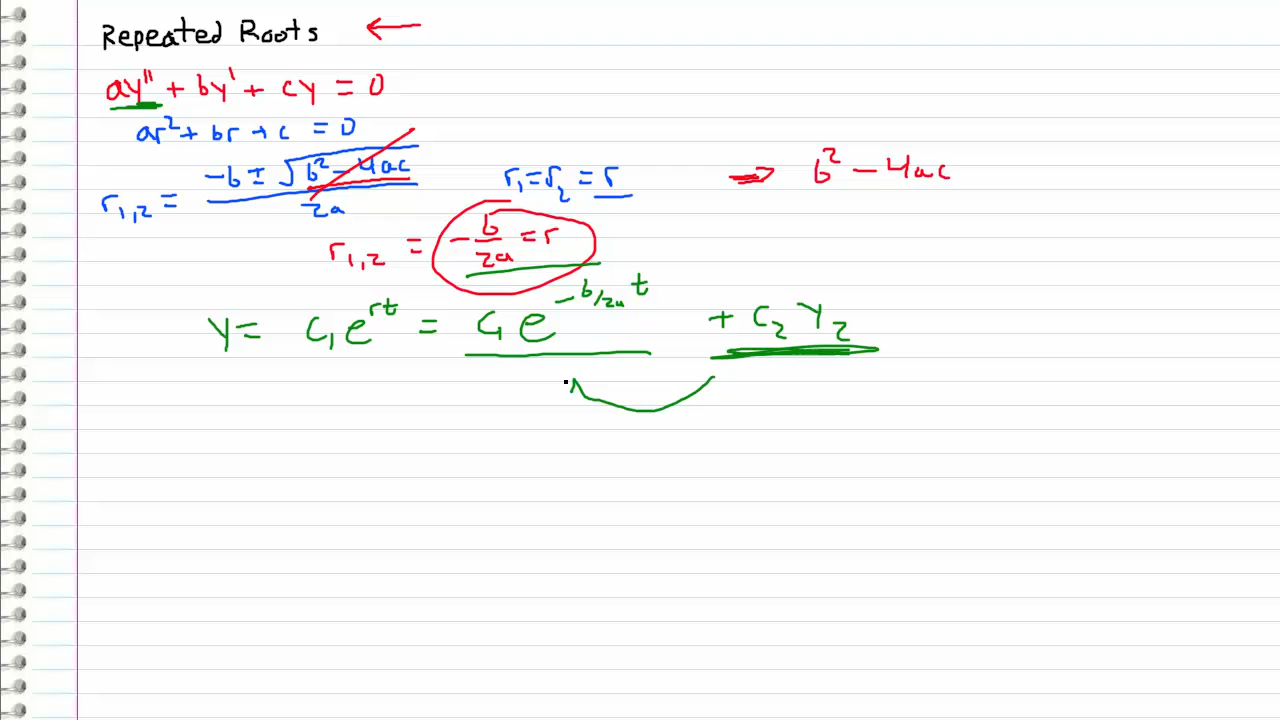 Repeated Roots ←
ay'' + by' + cy = 0
ar² + br + c = 0
r₁,₂ = (-b ± √(b² - 4ac)) / 2a
r₁ = r₂ = r
⇒ b² - 4ac
r₁,₂ = -b/2a = r
y = c₁e^(rt) = c₁e^(-b/2a t) + c₂y₂